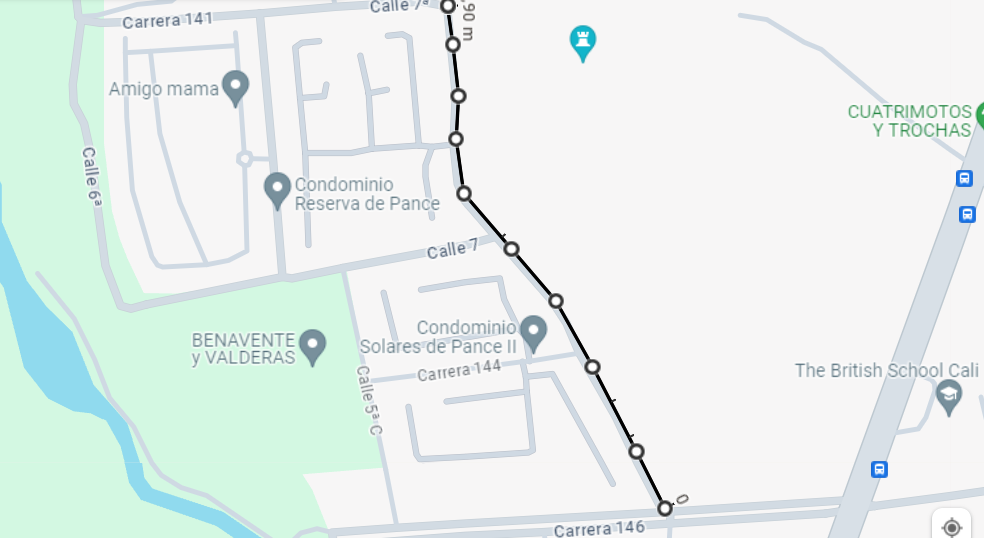 Calle 7ª
90 m
Carrera 141
Amigo mama
CUATRIMOTOS
Y TROCHAS
Calle 6ª
Condominio
Reserva de Pance
Calle 7
Condominio
Solares de Pance II
BENAVENTE
y VALDERAS
Carrera 144
The British School Cali
Calle 5ª C
0
Carrera 146